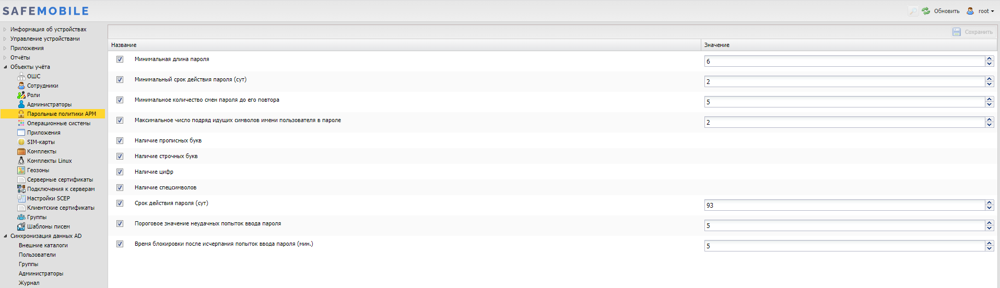 SAFEMOBILE
Обновить
root
Информация об устройствах
Управление устройствами
Приложения
Отчёты
Объекты учёта
ОШС
Сотрудники
Роли
Администраторы
Парольные политики АРМ
Операционные системы
Приложения
SIM-карты
Комплекты
Комплекты Linux
Геозоны
Серверные сертификаты
Подключения к серверам
Настройки SCEP
Клиентские сертификаты
Группы
Шаблоны писем
Синхронизация данных AD
Внешние каталоги
Пользователи
Группы
Администраторы
Журнал
Сохранить
Название Значение
Минимальная длина пароля 6
Минимальный срок действия пароля (сут) 2
Минимальное количество смен пароля до его повтора 5
Максимальное число подряд идущих символов имени пользователя в пароле 2
Наличие прописных букв
Наличие строчных букв
Наличие цифр
Наличие спецсимволов
Срок действия пароля (сут) 93
Пороговое значение неудачных попыток ввода пароля 5
Время блокировки после исчерпания попыток ввода пароля (мин.) 5